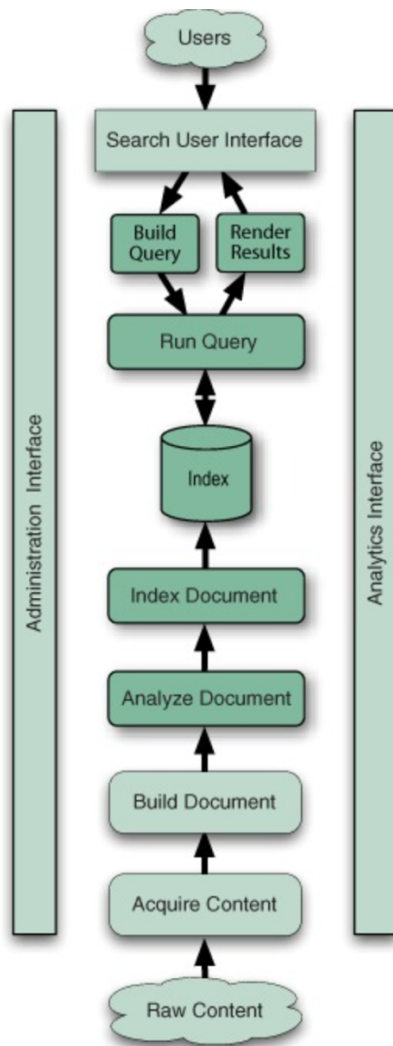 Users
Search User Interface
Build
Query
Render
Results
Run Query
Index
Index Document
Analyze Document
Build Document
Acquire Content
Raw Content
Administration Interface
Analytics Interface